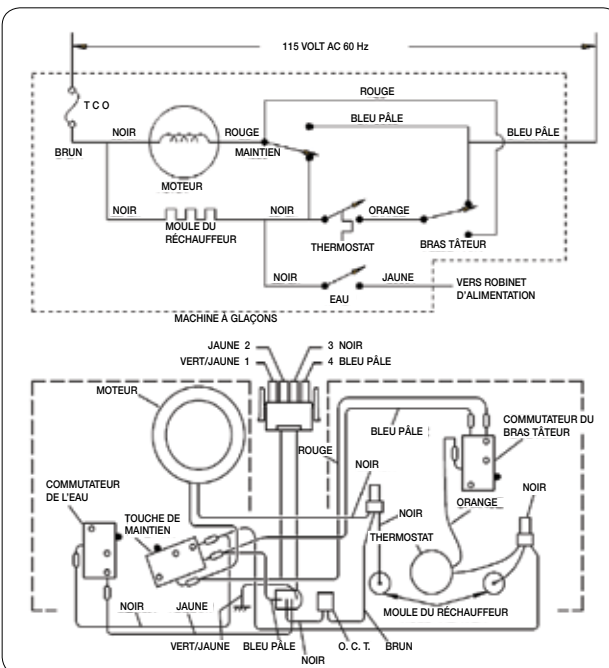 115 VOLT AC 60 Hz
ROUGE
T C O
BLEU PÂLE
NOIR
ROUGE
BLEU PÂLE
BRUN
MAINTIEN
MOTEUR
NOIR
NOIR
ORANGE
MOULE DU
RÉCHAUFFEUR
THERMOSTAT
BRAS TÂTEUR
NOIR
JAUNE
VERS ROBINET
D'ALIMENTATION
EAU
MACHINE À GLAÇONS
JAUNE 2
3 NOIR
VERT/JAUNE 1
4 BLEU PÂLE
MOTEUR
COMMUTATEUR DU
BRAS TÂTEUR
BLEU PÂLE
ROUGE
NOIR
COMMUTATEUR
DE L'EAU
ORANGE
NOIR
TOUCHE DE
MAINTIEN
NOIR
THERMOSTAT
MOULE DU RÉCHAUFFEUR
NOIR
JAUNE
VERT/JAUNE
BLEU PÂLE
O. C. T.
BRUN
NOIR